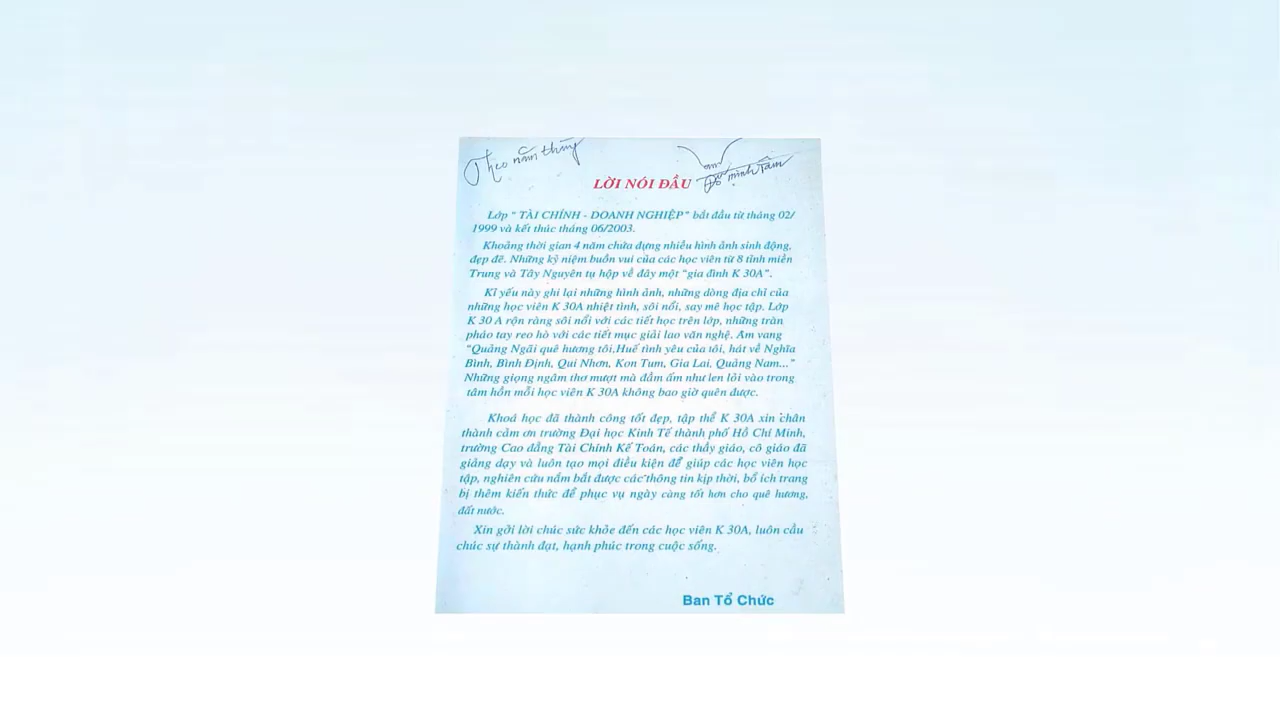 Theo năm tháng
anh
Đỗ minh Tâm
LỜI NÓI ĐẦU
Lớp " TÀI CHÍNH - DOANH NGHIỆP" bắt đầu từ tháng 02/
1999 và kết thúc tháng 06/2003.
Khoảng thời gian 4 năm chứa đựng nhiều hình ảnh sinh động,
đẹp đẽ. Những kỷ niệm buồn vui của các học viên từ 8 tỉnh miền
Trung và Tây Nguyên tụ hộp về đây một "gia đình K 30A".
Kĩ yếu này ghi lại những hình ảnh, những dòng địa chỉ của
những học viên K 30A nhiệt tình, sôi nổi, say mê học tập. Lớp
K 30 A rộn ràng sôi nổi với các tiết học trên lớp, những tràn
pháo tay reo hò với các tiết mục giải lao văn nghệ. Âm vang
"Quảng Ngãi quê hương tôi,Huế tình yêu của tôi, hát về Nghĩa
Bình, Bình Định, Qui Nhơn, Kon Tum, Gia Lai, Quảng Nam..."
Những giọng ngâm thơ mượt mà đầm ấm như len lỏi vào trong
tâm hồn mỗi học viên K 30A không bao giờ quên được.
Khoá học đã thành công tốt đẹp, tập thể K 30A xin chân
thành cảm ơn trường Đại học Kinh Tế thành phố Hồ Chí Minh,
trường Cao đẳng Tài Chính Kế Toán, các thầy giáo, cô giáo đã
giảng dạy và luôn tạo mọi điều kiện để giúp các học viên học
tập, nghiên cứu nắm bắt được các thông tin kịp thời, bổ ích trang
bị thêm kiến thức để phục vụ ngày càng tốt hơn cho quê hương,
đất nước.
Xin gởi lời chúc sức khỏe đến các học viên K 30A, luôn cầu
chúc sự thành đạt, hạnh phúc trong cuộc sống.
Ban Tổ Chức